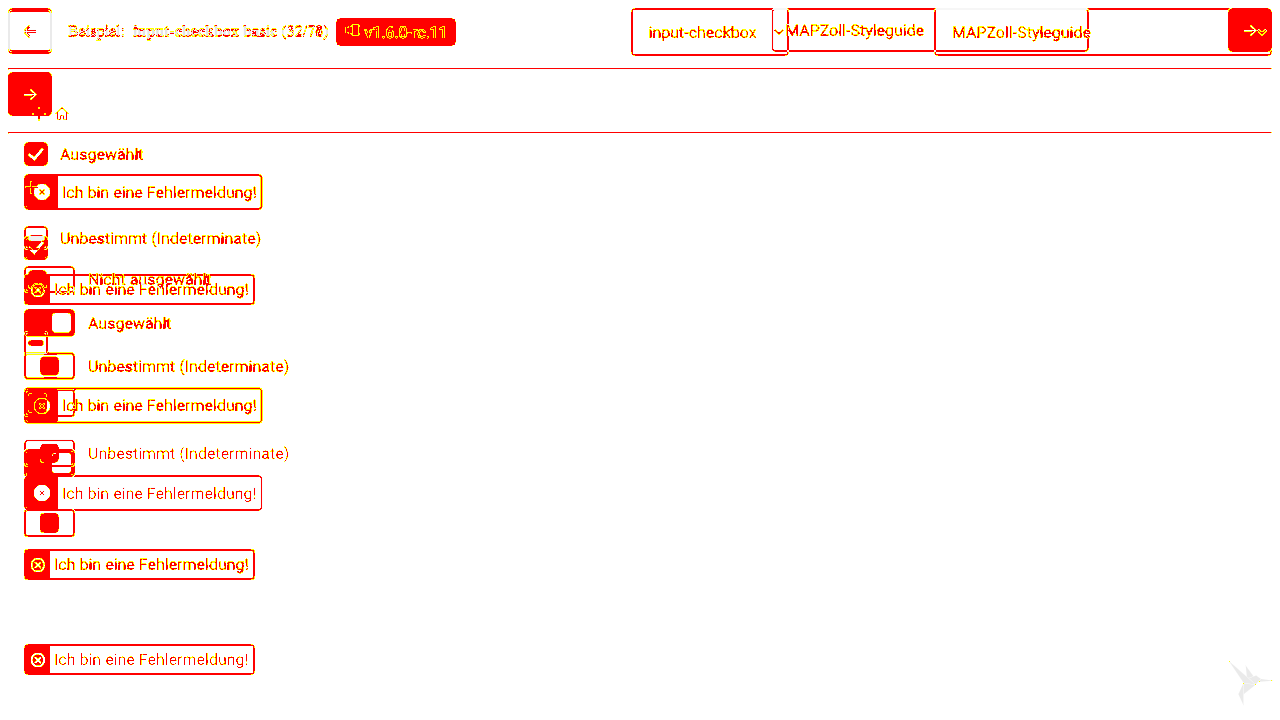 Beispiel: input-checkbox basic (32/78) v1.6.0-rc.11 input-checkbox MAPZoll-Styleguide MAPZoll-Styleguide
Ausgewählt
Ich bin eine Fehlermeldung!
Unbestimmt (Indeterminate)
Nicht ausgewählt
Ich bin eine Fehlermeldung!
Ausgewählt
Unbestimmt (Indeterminate)
Ich bin eine Fehlermeldung!
Unbestimmt (Indeterminate)
Ich bin eine Fehlermeldung!
Ich bin eine Fehlermeldung!
Ich bin eine Fehlermeldung!